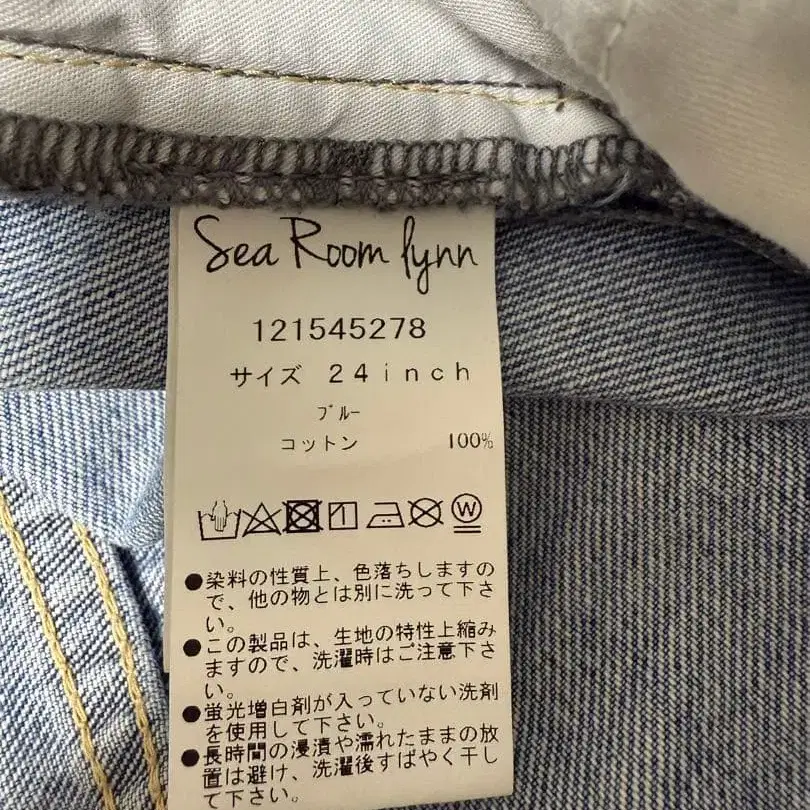 Sea Room lynn
121545278
サイズ 24inch
ブルー
コットン 100%
W
●染料の性質上、色落ちしますの
で、他の物とは別に洗って下さ
い。
●この製品は、生地の特性上縮み
ますので、洗濯時はご注意下さ
い。
●蛍光増白剤が入っていない洗剤
を使用して下さい。
●長時間の浸漬や濡れたままの放
置は避け、洗濯後すばやく干し
て下さい。